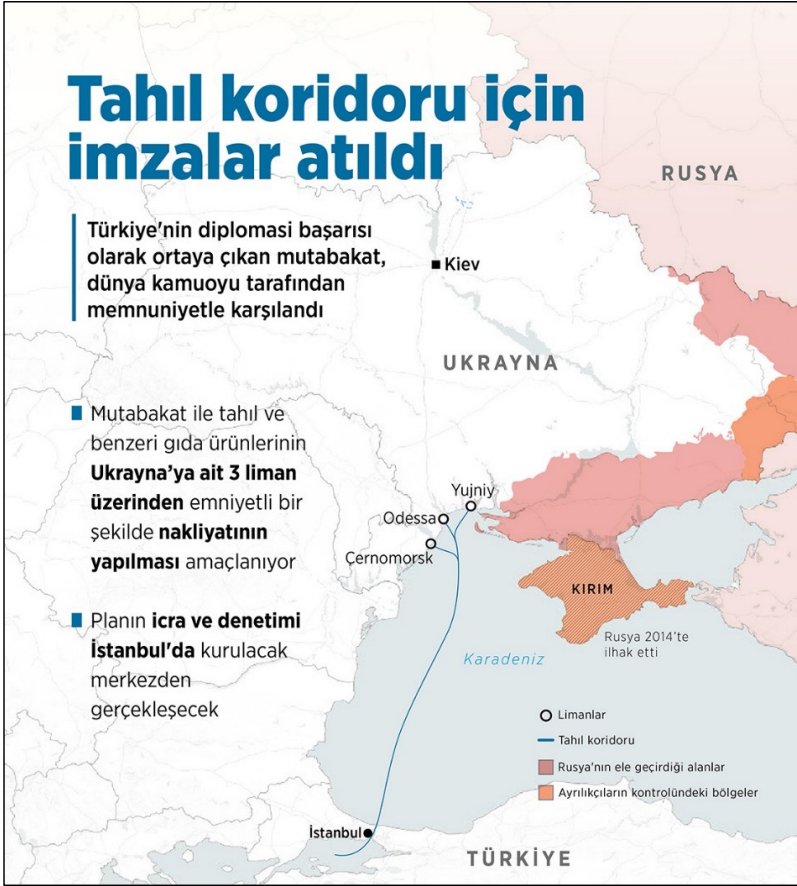 Tahıl koridoru için
imzalar atıldı
Türkiye'nin diplomasi başarısı
olarak ortaya çıkan mutabakat,
dünya kamuoyu tarafından
memnuniyetle karşılandı
RUSYA
Kiev
UKRAYNA
Mutabakat ile tahıl ve
benzeri gıda ürünlerinin
Ukrayna'ya ait 3 liman
üzerinden emniyetli bir
şekilde nakliyatının
yapılması amaçlanıyor
Yujniy
Odessa
Çernomorsk
KIRIM
Rusya 2014'te
ilhak etti
Planın icra ve denetimi
İstanbul'da kurulacak
merkezden
gerçekleşecek
Karadeniz
Limanlar
Tahıl koridoru
Rusya'nın ele geçirdiği alanlar
Ayrılıkçıların kontrolündeki bölgeler
İstanbul
TÜRKİYE